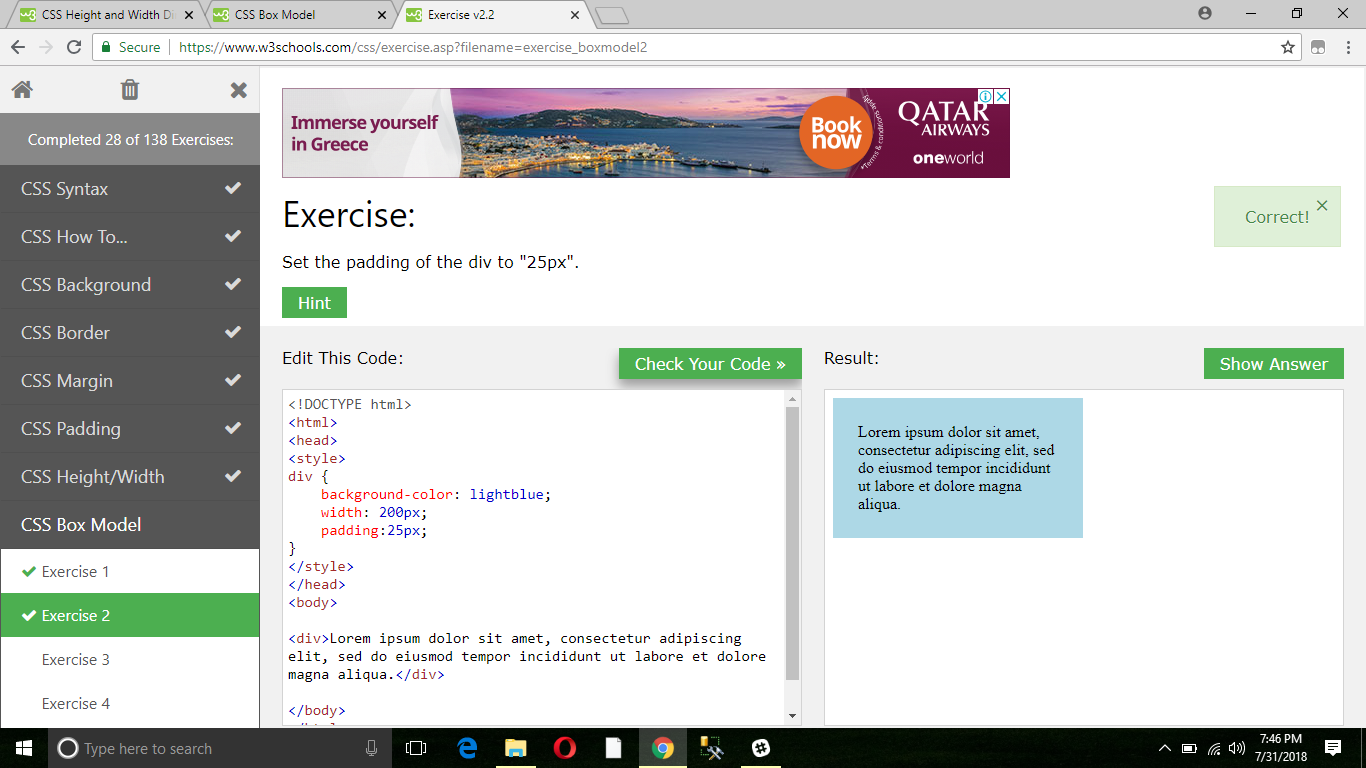 CSS Height and Width Di
CSS Box Model
Exercise v2.2
Secure
https://www.w3schools.com/css/exercise.asp?filename=exercise_boxmodel2
Completed 28 of 138 Exercises:
CSS Syntax
CSS How To...
CSS Background
CSS Border
CSS Margin
CSS Padding
CSS Height/Width
CSS Box Model
Exercise 1
Exercise 2
Exercise 3
Exercise 4
Immerse yourself
in Greece
Book
now
*Terms & conditions apply
QATAR
AIRWAYS
oneworld
Exercise:
Correct!
Set the padding of the div to "25px".
Hint
Edit This Code:
Check Your Code »
<!DOCTYPE html>
<html>
<head>
<style>
div {
    background-color: lightblue;
    width: 200px;
    padding:25px;
}
</style>
</head>
<body>
<div>Lorem ipsum dolor sit amet, consectetur adipiscing
elit, sed do eiusmod tempor incididunt ut labore et dolore
magna aliqua.</div>
</body>
Result:
Show Answer
Lorem ipsum dolor sit amet,
consectetur adipiscing elit, sed
do eiusmod tempor incididunt
ut labore et dolore magna
aliqua.
Type here to search
7:46 PM
7/31/2018